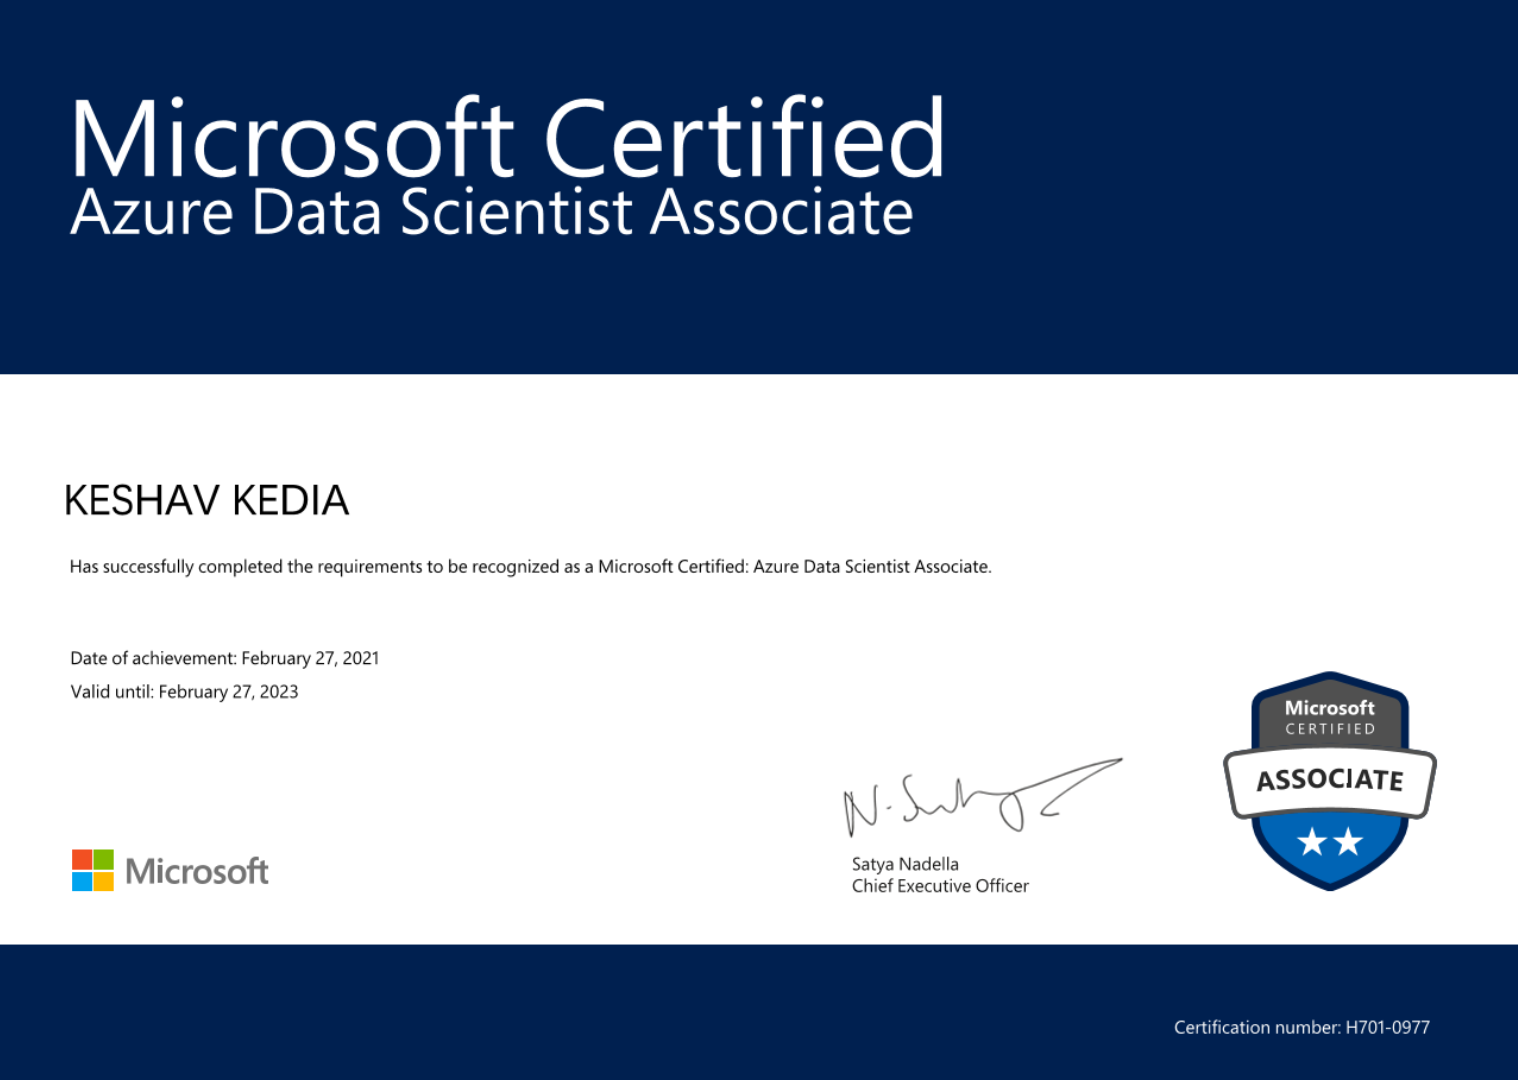 Microsoft Certified
Azure Data Scientist Associate
KESHAV KEDIA
Has successfully completed the requirements to be recognized as a Microsoft Certified: Azure Data Scientist Associate.
Date of achievement: February 27, 2021
Valid until: February 27, 2023
Microsoft
CERTIFIED
ASSOCIATE
Satya Nadella
Chief Executive Officer
Microsoft
Certification number: H701-0977